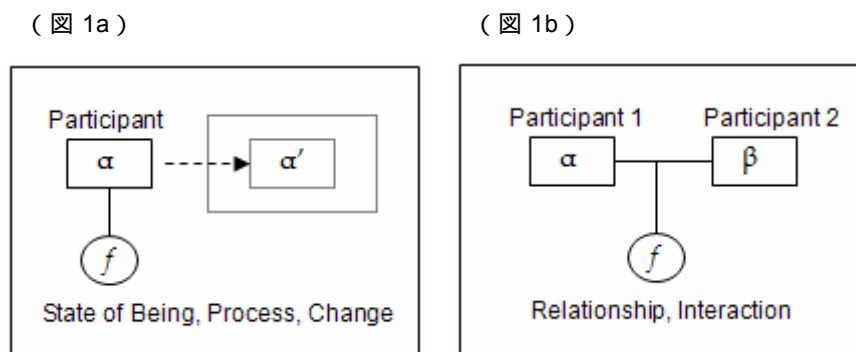 （図 1a）
（図 1b）
Participant
α
α′
f
State of Being, Process, Change
Participant 1
Participant 2
α
β
f
Relationship, Interaction